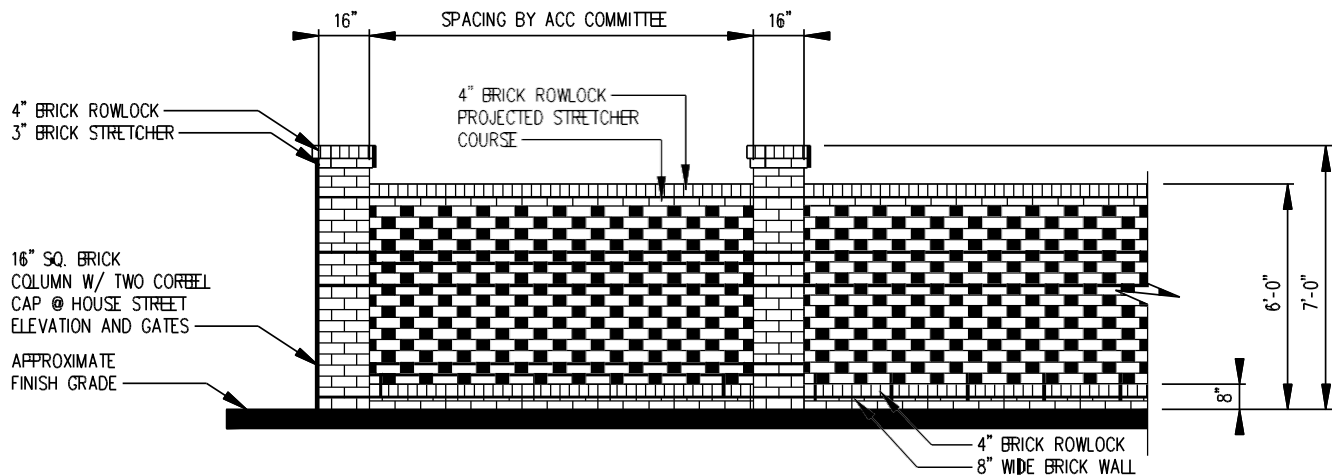 16" SPACING BY ACC COMMITTEE 16"
4" BRICK ROWLOCK
3" BRICK STRETCHER
4" BRICK ROWLOCK
PROJECTED STRETCHER
COURSE
16" SQ. BRICK
COLUMN W/ TWO CORBEL
CAP @ HOUSE STREET
ELEVATION AND GATES
APPROXIMATE
FINISH GRADE
6'-0"
7'-0"
8"
4" BRICK ROWLOCK
8" WIDE BRICK WALL